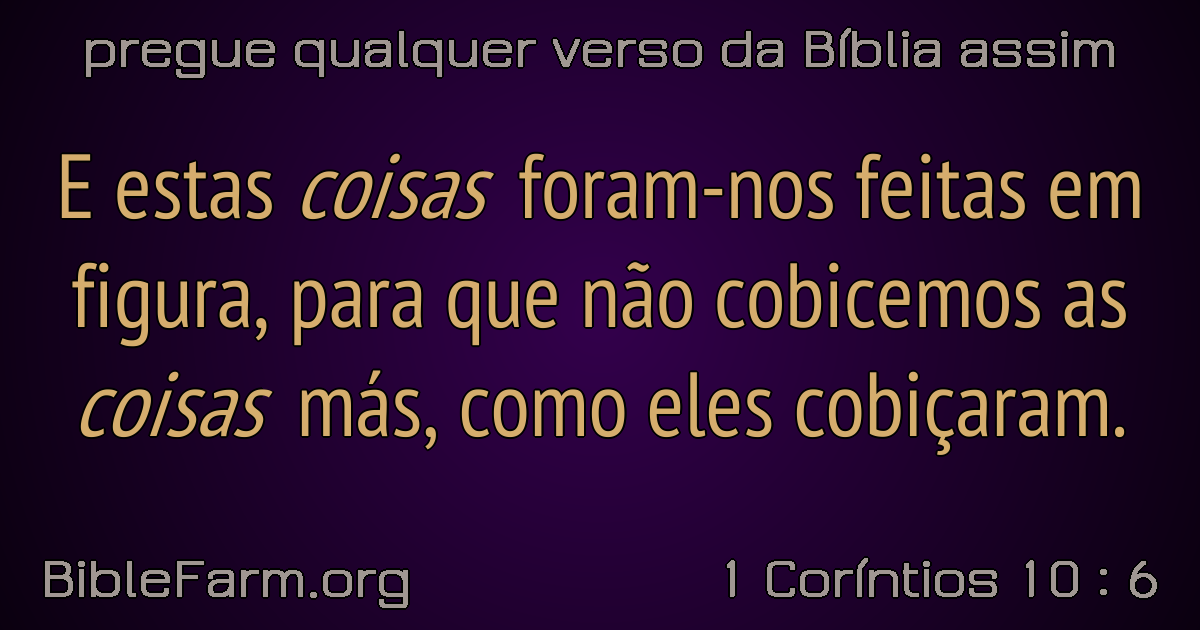 pregue qualquer verso da Bíblia assim
E estas coisas foram-nos feitas em
figura, para que não cobicemos as
coisas más, como eles cobiçaram.
BibleFarm.org
1 Coríntios 10 : 6